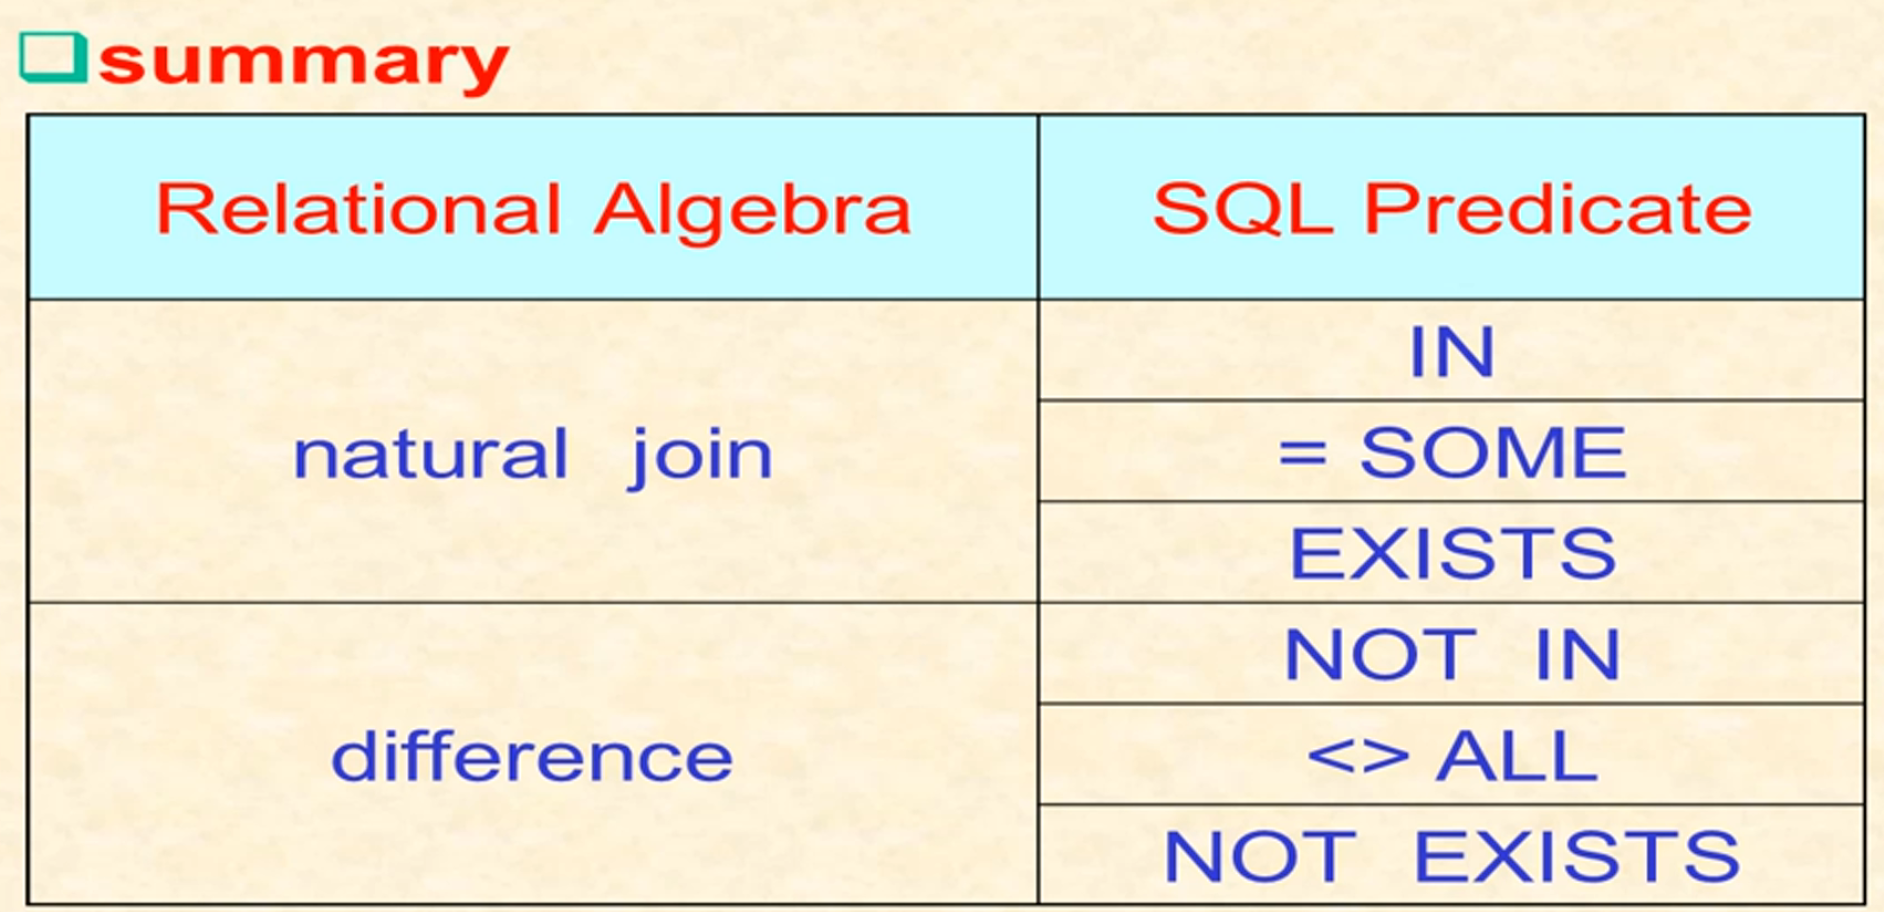 summary
Relational Algebra
SQL Predicate
natural join
IN
= SOME
EXISTS
difference
NOT IN
<> ALL
NOT EXISTS